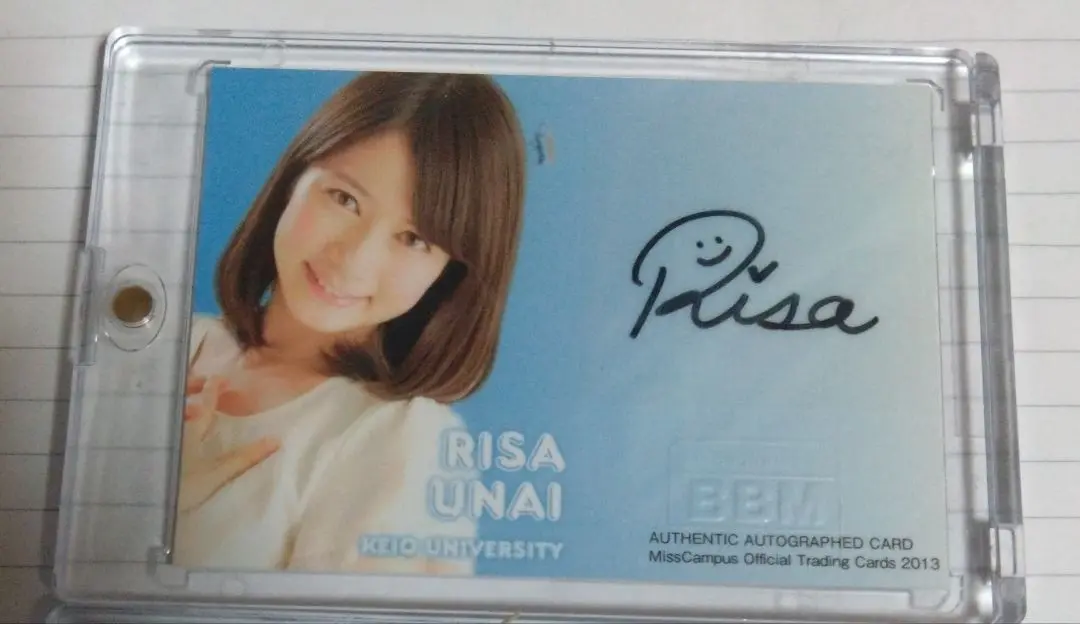 Risa
RISA
UNAI
KEIO UNIVERSITY
BBM
AUTHENTIC AUTOGRAPHED CARD
MissCampus Official Trading Cards 2013